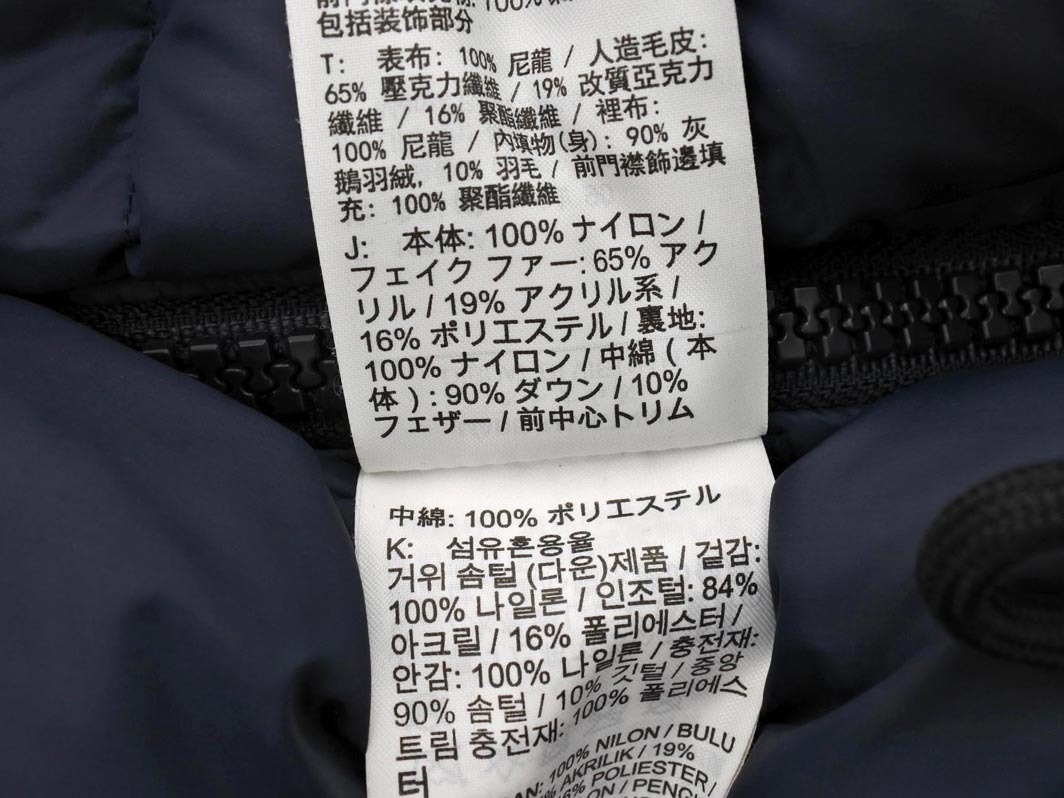 包括装饰部分
T: 表布: 100% 尼龍 / 人造毛皮:
65% 壓克力纖維 / 19% 改質亞克力
纖維 / 16% 聚酯纖維 / 裡布:
100% 尼龍 / 內填物(身): 90% 灰
鵝羽絨, 10% 羽毛 / 前門襟飾邊填
充: 100% 聚酯纖維
J: 本体: 100% ナイロン /
フェイク ファー: 65% アク
リル / 19% アクリル系 /
16% ポリエステル / 裏地:
100% ナイロン / 中綿 ( 本
体 ) : 90% ダウン / 10%
フェザー / 前中心トリム
中綿: 100% ポリエステル
K: 섬유혼용율
거위 솜털 (다운)제품 / 겉감:
100% 나일론 / 인조털: 84%
아크릴 / 16% 폴리에스터 /
안감: 100% 나일론 / 충전재:
90% 솜털 / 10% 깃털 / 중앙
트림 충전재: 100% 폴리에스
터
100% NILON / BULU
AKRILIK / 19%
POLIESTER /